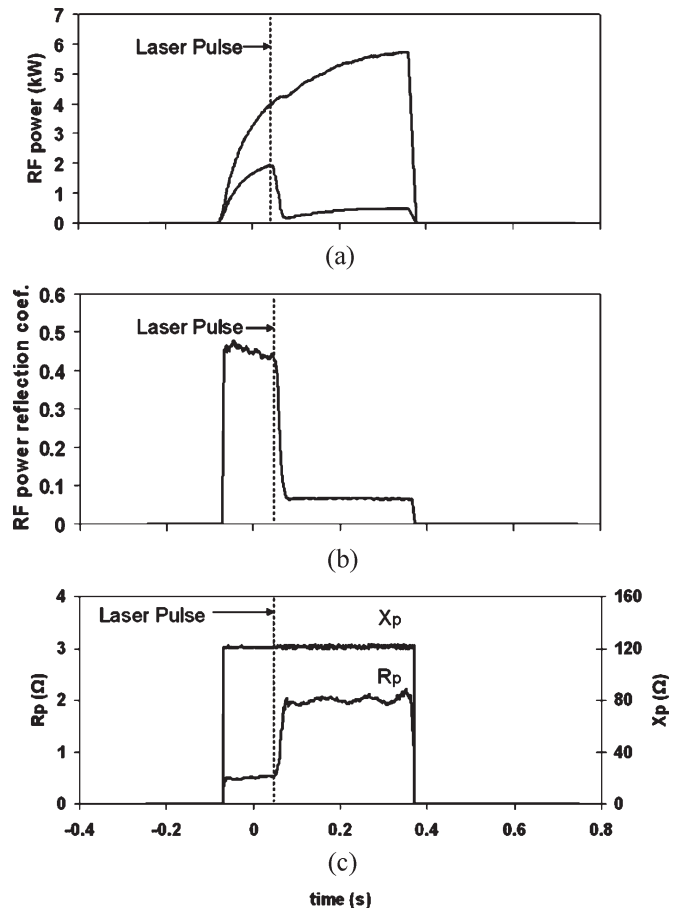 7
6
5
4
3
2
1
0
RF power (kW)
Laser Pulse
(a)
0.6
0.5
0.4
0.3
0.2
0.1
0
RF power reflection coef.
Laser Pulse
(b)
4
3
2
1
0
Rp (Ω)
Laser Pulse
Xp
Rp
160
120
80
40
0
Xp (Ω)
-0.4 -0.2 0 0.2 0.4 0.6 0.8
(c)
time (s)